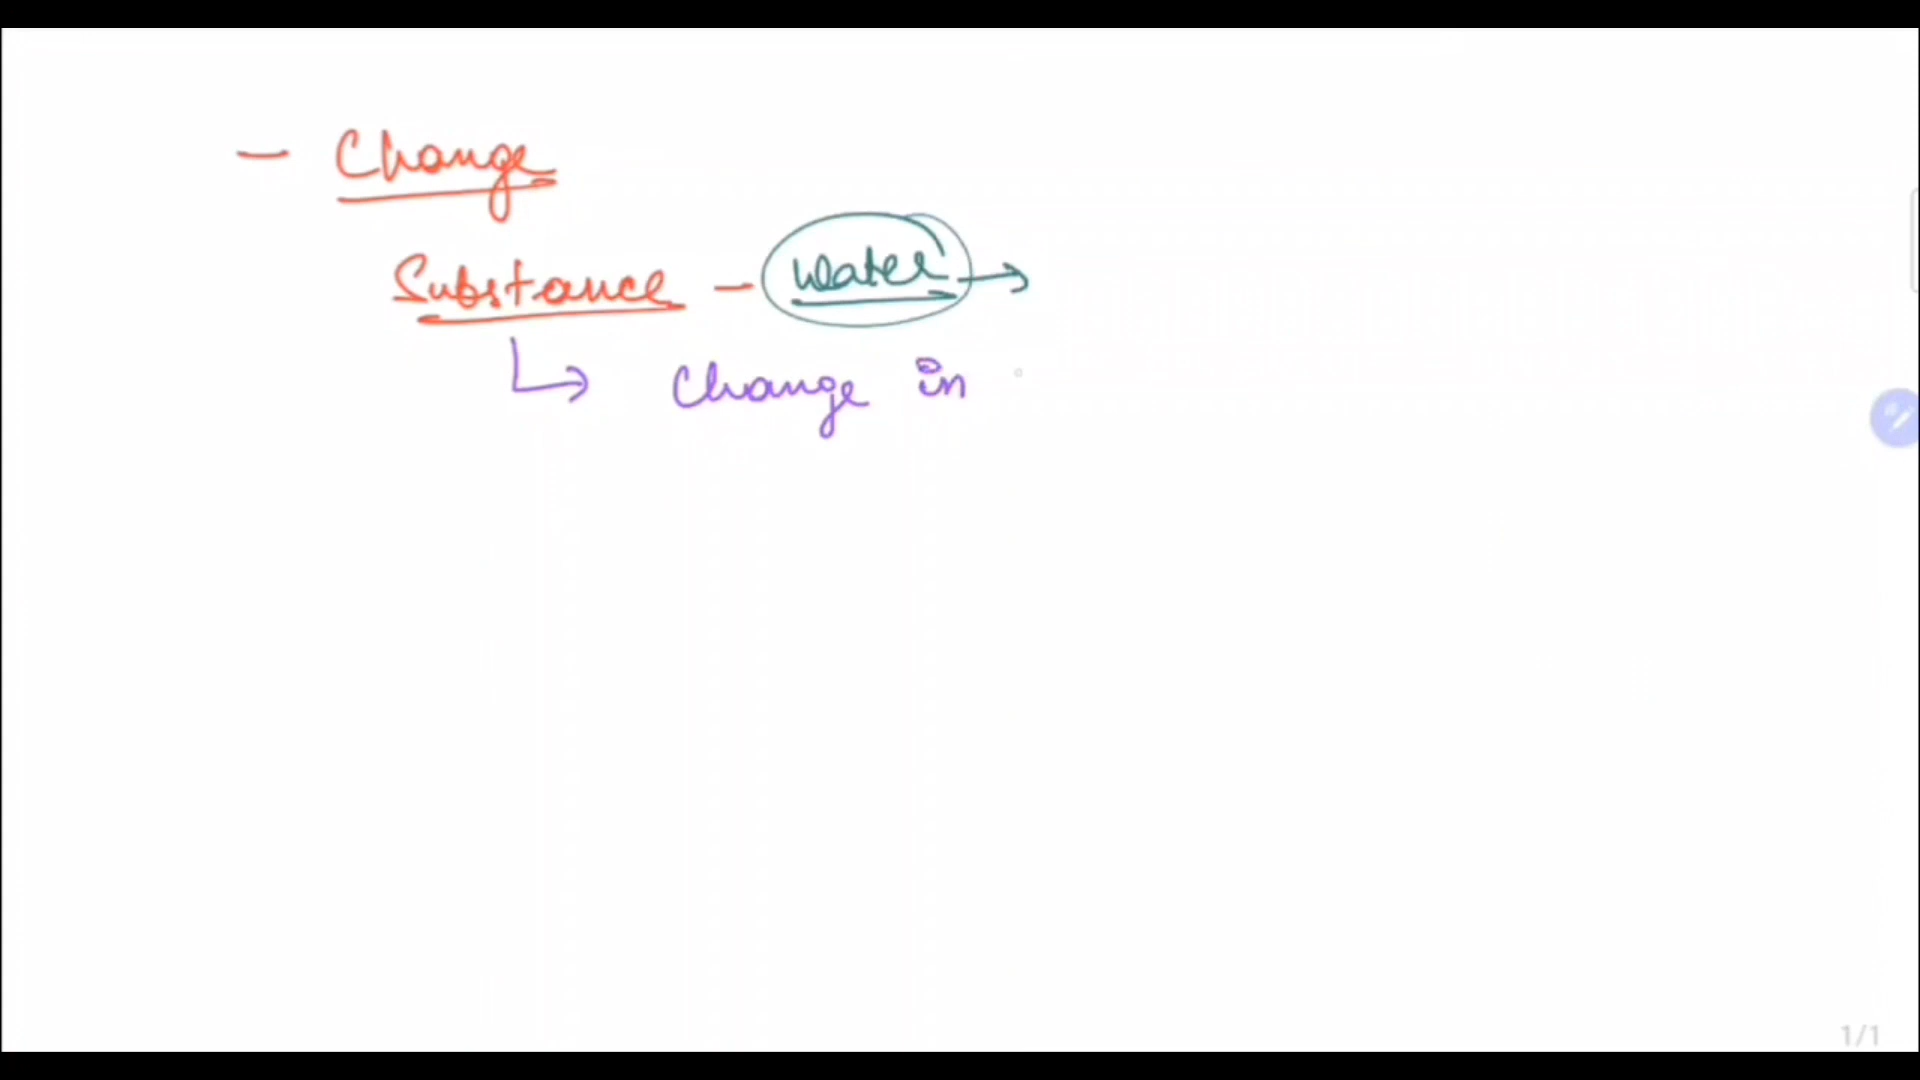 - Change
Substance - Water →
↳ Change in
1/1